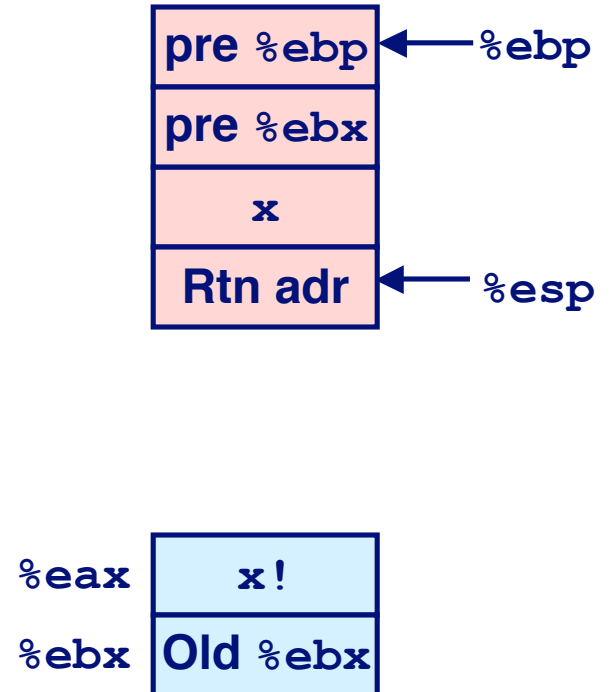 pre %ebp %ebp
pre %ebx
x
Rtn adr %esp
%eax x!
%ebx Old %ebx